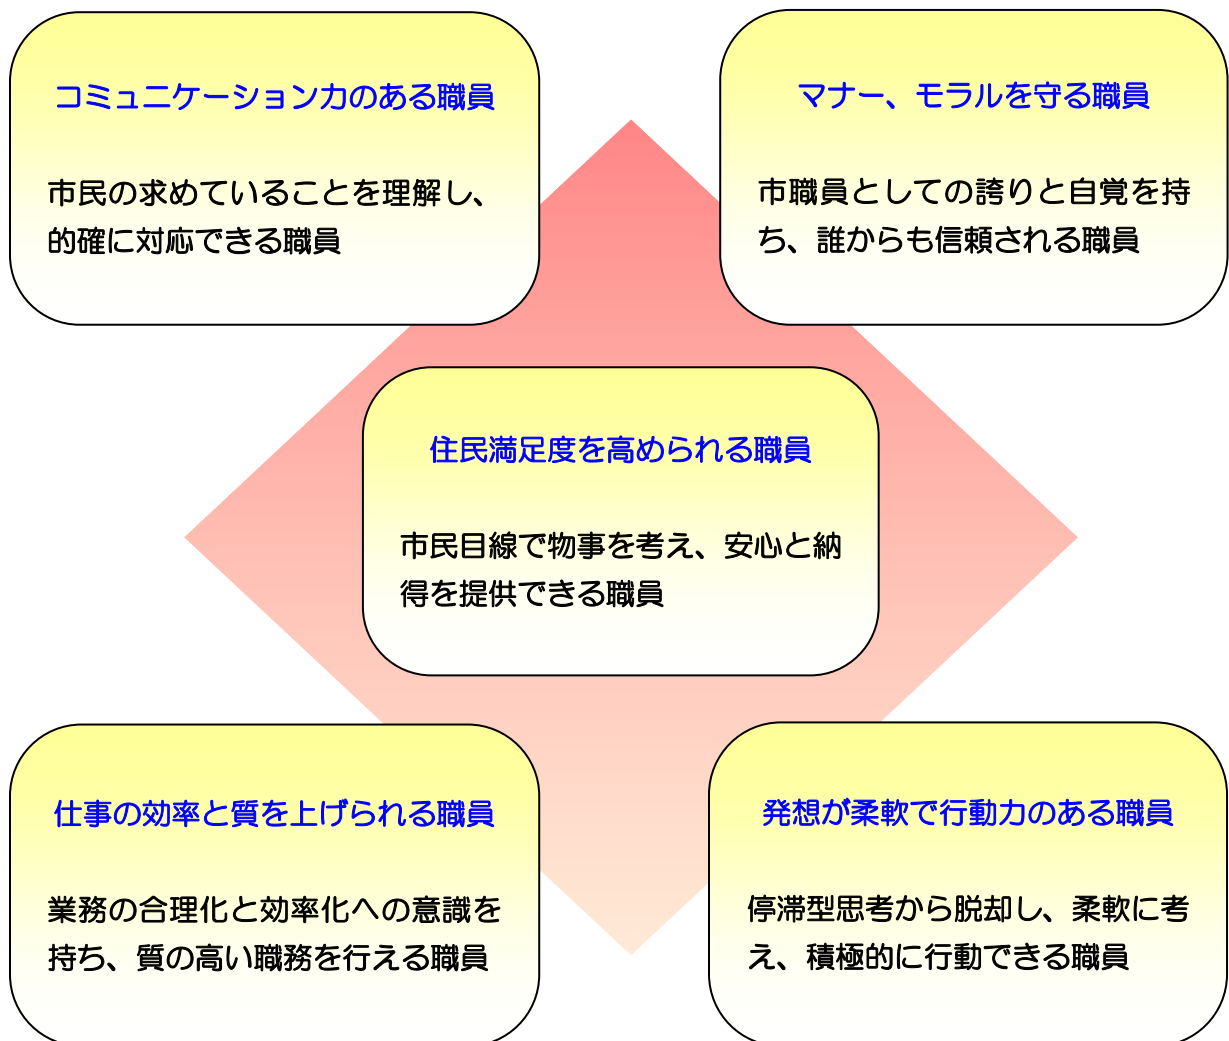 コミュニケーション力のある職員
市民の求めていることを理解し、
的確に対応できる職員
マナー、モラルを守る職員
市職員としての誇りと自覚を持
ち、誰からも信頼される職員
住民満足度を高められる職員
市民目線で物事を考え、安心と納
得を提供できる職員
仕事の効率と質を上げられる職員
業務の合理化と効率化への意識を
持ち、質の高い職務を行える職員
発想が柔軟で行動力のある職員
停滞型思考から脱却し、柔軟に考
え、積極的に行動できる職員